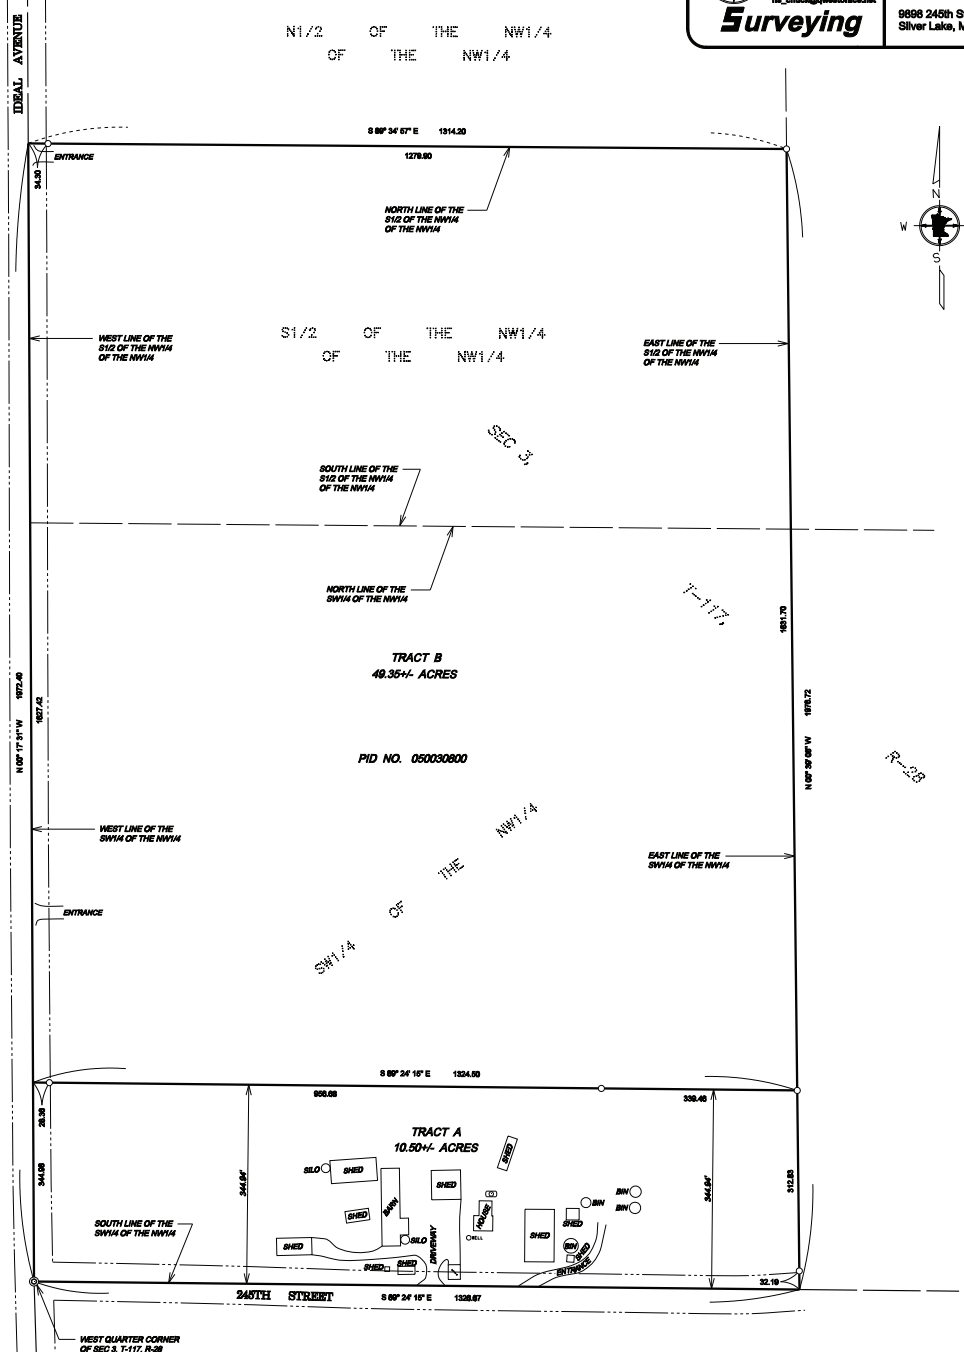 Surveying
9898 245th
Silver Lake,
IDEAL AVENUE
N1/2 OF THE NW1/4
OF THE NW1/4
S 89° 34' 57" E 1314.20
1279.90
ENTRANCE
34.30
NORTH LINE OF THE
S1/2 OF THE NW1/4
OF THE NW1/4
N
W
S
WEST LINE OF THE
S1/2 OF THE NW1/4
OF THE NW1/4
S1/2 OF THE NW1/4
OF THE NW1/4
EAST LINE OF THE
S1/2 OF THE NW1/4
OF THE NW1/4
SEC 3,
SOUTH LINE OF THE
S1/2 OF THE NW1/4
OF THE NW1/4
NORTH LINE OF THE
SW1/4 OF THE NW1/4
T-117,
1631.70
TRACT B
49.35+/- ACRES
N 00° 17' 31" W 1972.40
1627.42
1976.72
PID NO. 050030800
R-28
WEST LINE OF THE
SW1/4 OF THE NW1/4
SW1/4 OF THE NW1/4
EAST LINE OF THE
SW1/4 OF THE NW1/4
ENTRANCE
S 89° 24' 15" E 1324.50
339.46
344.98
344.94'
344.94'
312.83
TRACT A
10.50+/- ACRES
SHED
SILO
SHED
BARN
SHED
SHED
HOUSE
BIN
BIN
BIN
SHED
SHED
SHED
SILO
DRIVEWAY
SHED
BIN
SHED
SHED
SHED
ENTRANCE
SOUTH LINE OF THE
SW1/4 OF THE NW1/4
32.19
245TH STREET
S 89° 24' 15" E 1326.67
WEST QUARTER CORNER
OF SEC 3, T-117, R-28